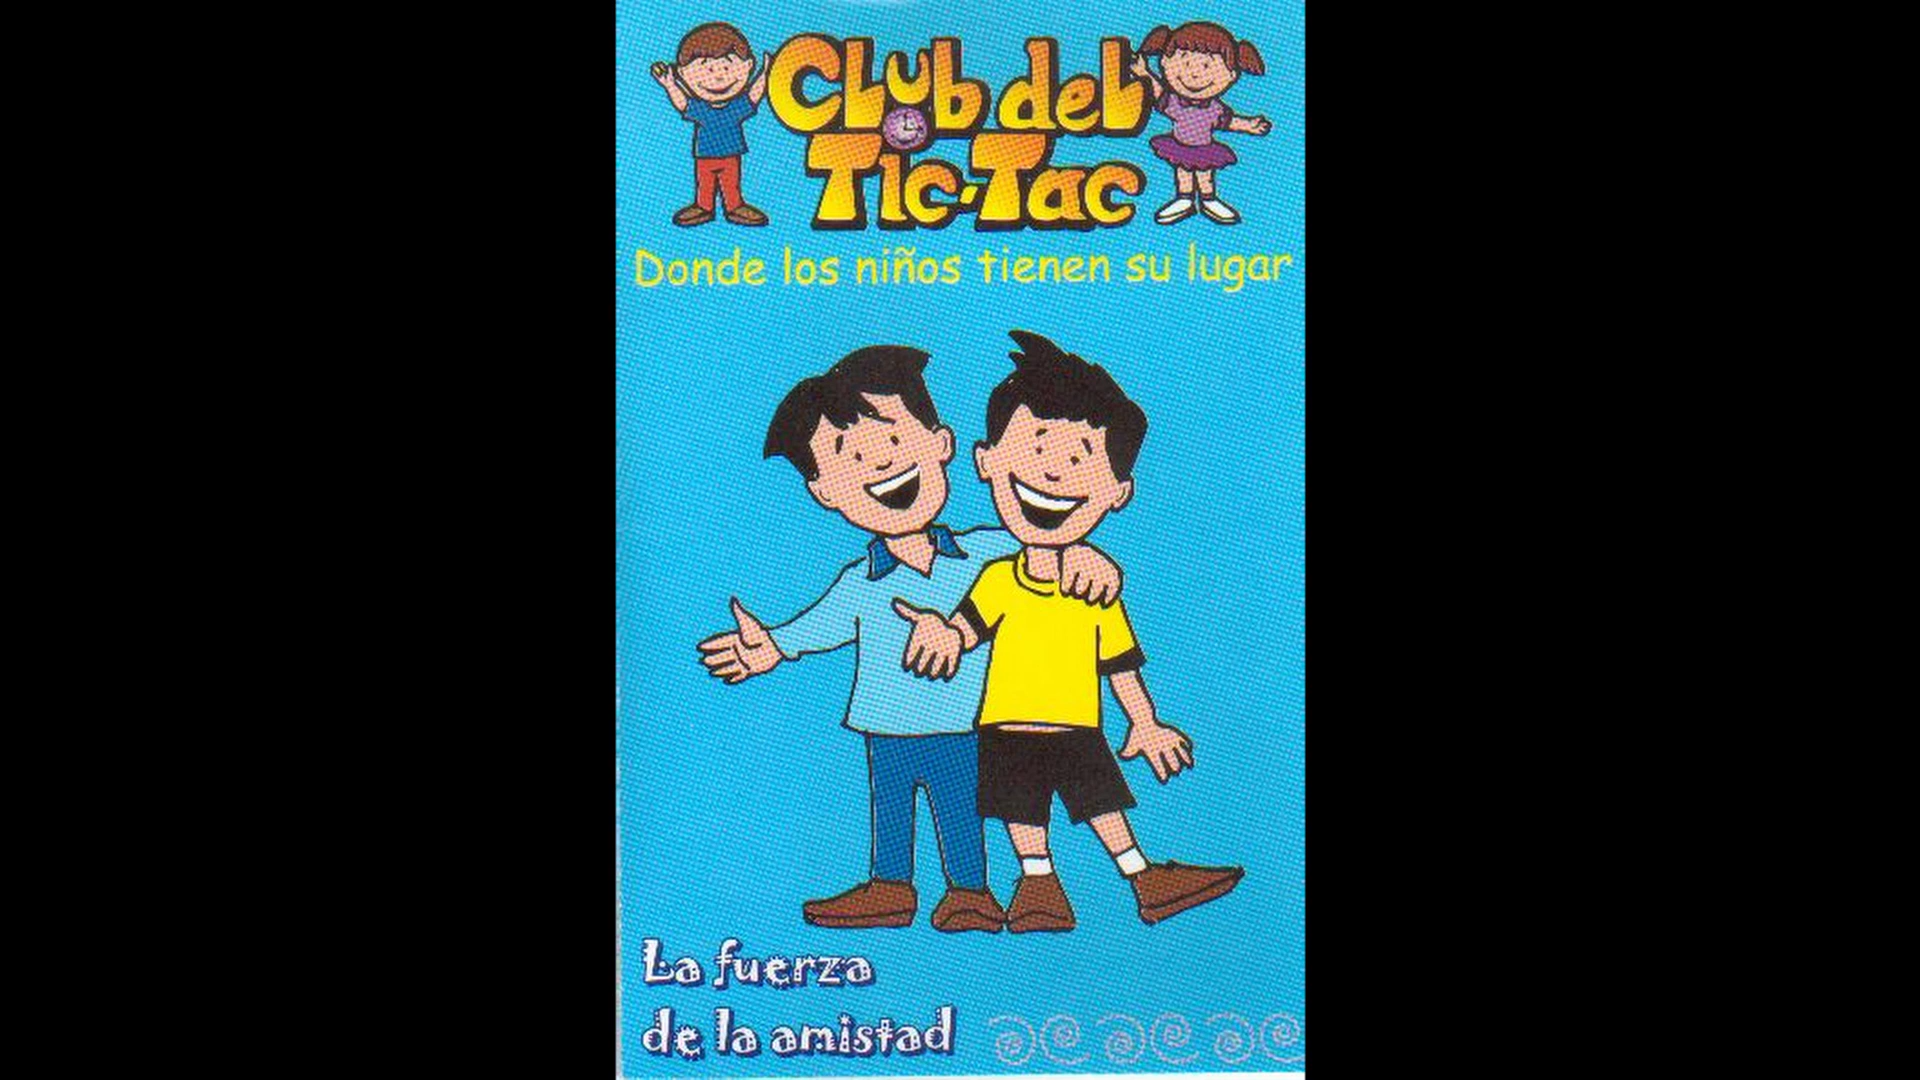 Club del
Tic-Tac
Donde los niños tienen su lugar
La fuerza
de la amistad